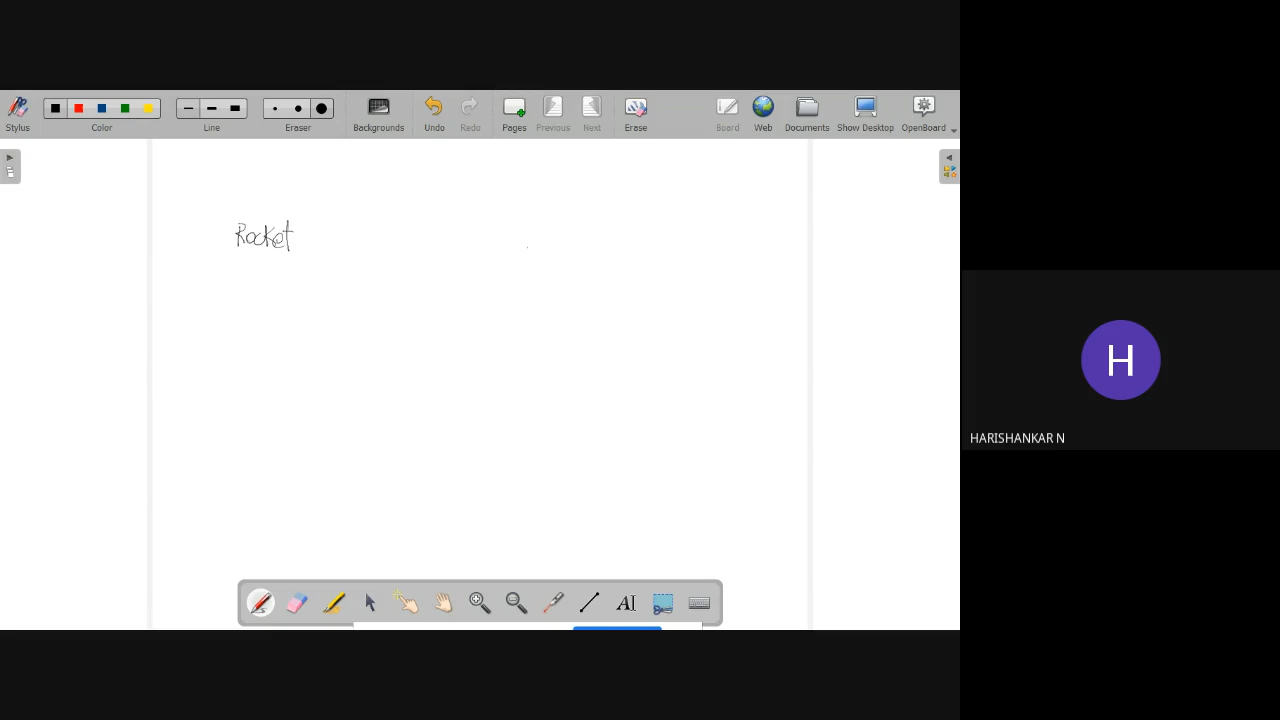 Stylus
Color
Line
Eraser
Backgrounds
Undo
Redo
Pages
Previous
Next
Erase
Board
Web
Documents
Show Desktop
OpenBoard
Rocket
AI
H
HARISHANKAR N